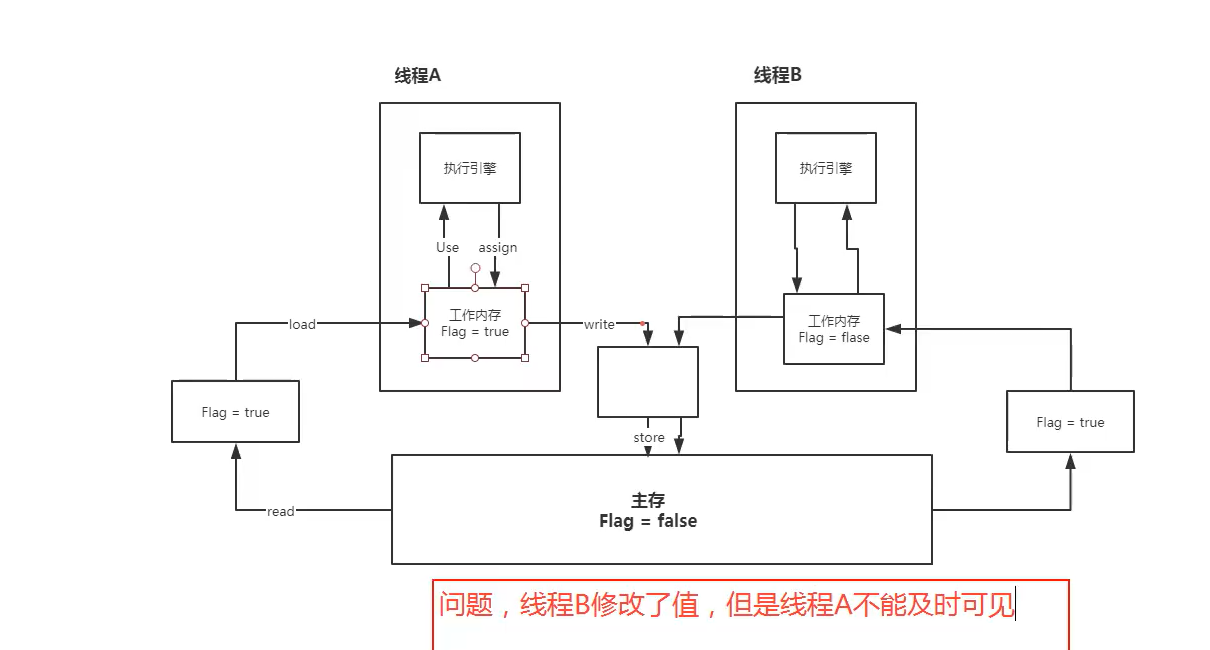 线程A
线程B
执行引擎
执行引擎
Use
assign
工作内存
Flag = true
工作内存
Flag = flase
load
write
Flag = true
Flag = true
store
read
主存
Flag = false
问题，线程B修改了值，但是线程A不能及时可见